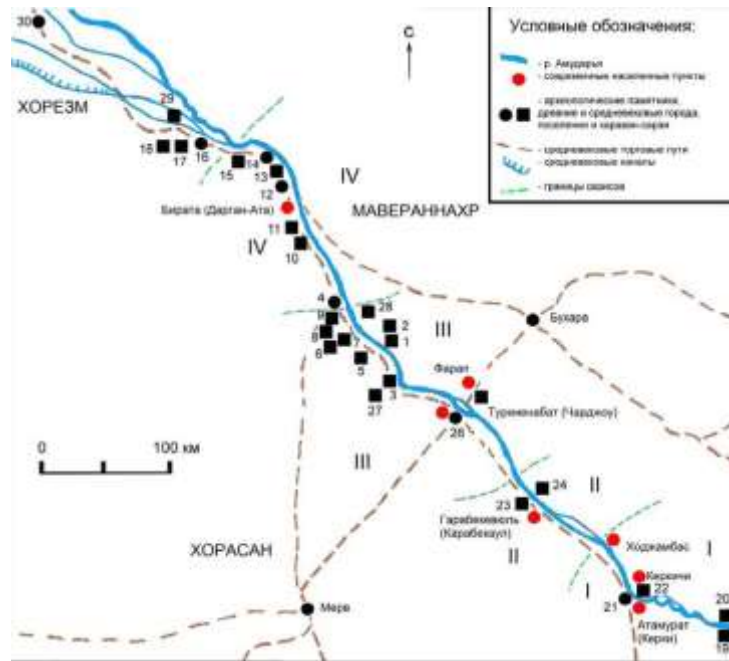 Условные обозначения:
- р. Амударья
- современные населенные пункты
- археологические памятники,
древние и средневековые города,
поселения и караван-сараи
- средневековые торговые пути
- средневековые каналы
- границы оазисов
С
30
ХОРЕЗМ
29
18
17
16
15
14
13
12
IV
МАВЕРАННАХР
Бирата (Дарган-Ата)
11
IV
10
4
28
9
2
III
8
7
1
6
5
Бухара
Фараб
3
27
Туркменабат (Чарджоу)
26
0
100 км
III
24
II
23
Гарабекевюль
(Карабекаул)
II
ХОРАСАН
Ходжамбас
I
Керкичи
I
22
20
Мерв
21
Атамурат
(Керки)
19